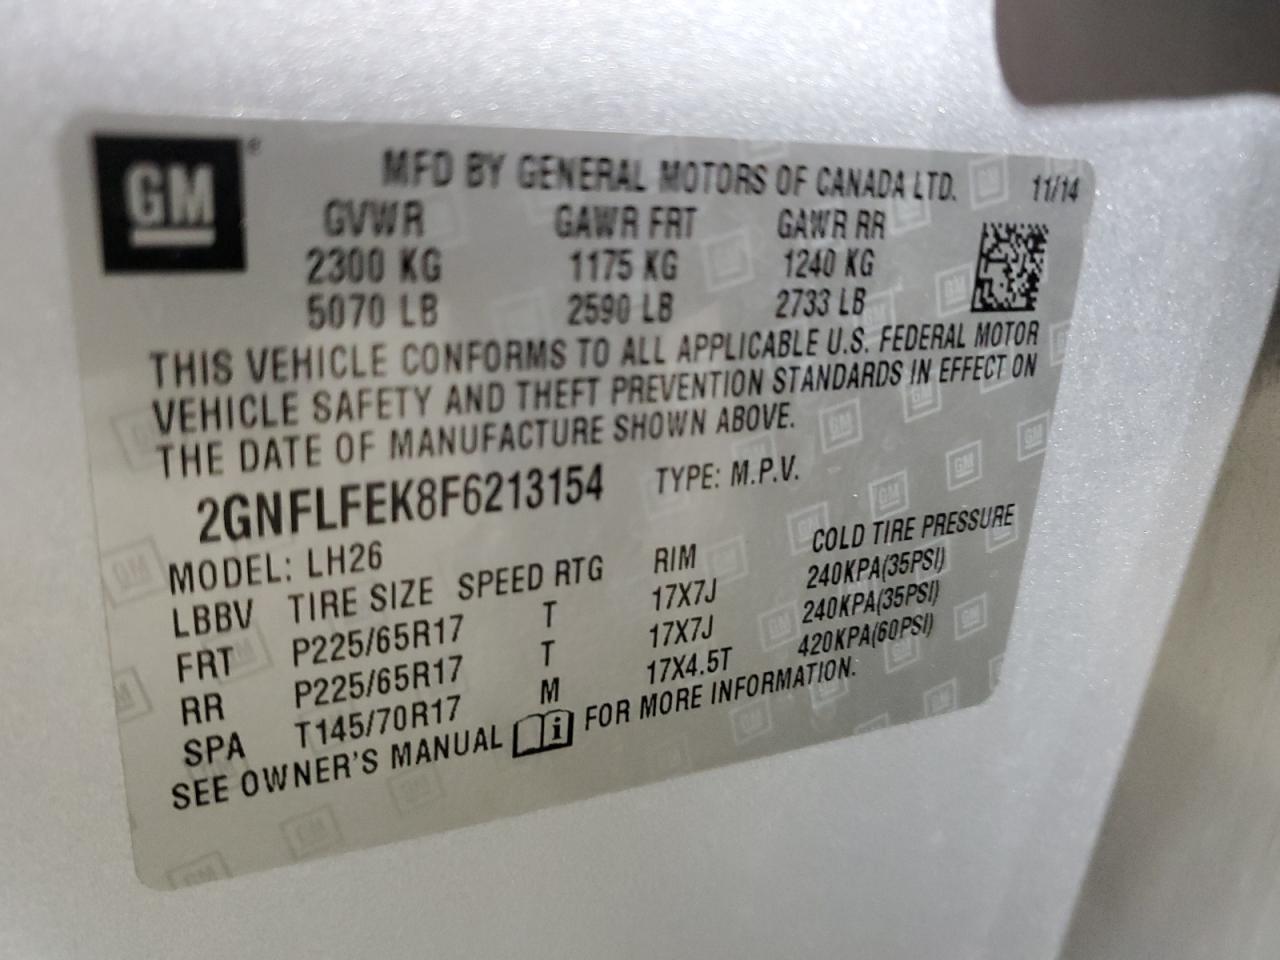 GM
MFD BY GENERAL MOTORS OF CANADA LTD. 11/14
GVWR GAWR FRT GAWR RR
2300 KG 1175 KG 1240 KG
5070 LB 2590 LB 2733 LB
THIS VEHICLE CONFORMS TO ALL APPLICABLE U.S. FEDERAL MOTOR
VEHICLE SAFETY AND THEFT PREVENTION STANDARDS IN EFFECT ON
THE DATE OF MANUFACTURE SHOWN ABOVE.
2GNFLFEK8F6213154 TYPE: M.P.V.
MODEL: LH26
LBBV TIRE SIZE SPEED RTG RIM COLD TIRE PRESSURE
FRT P225/65R17 T 17X7J 240KPA(35PSI)
RR P225/65R17 T 17X7J 240KPA(35PSI)
SPA T145/70R17 M 17X4.5T 420KPA(60PSI)
SEE OWNER'S MANUAL i FOR MORE INFORMATION.